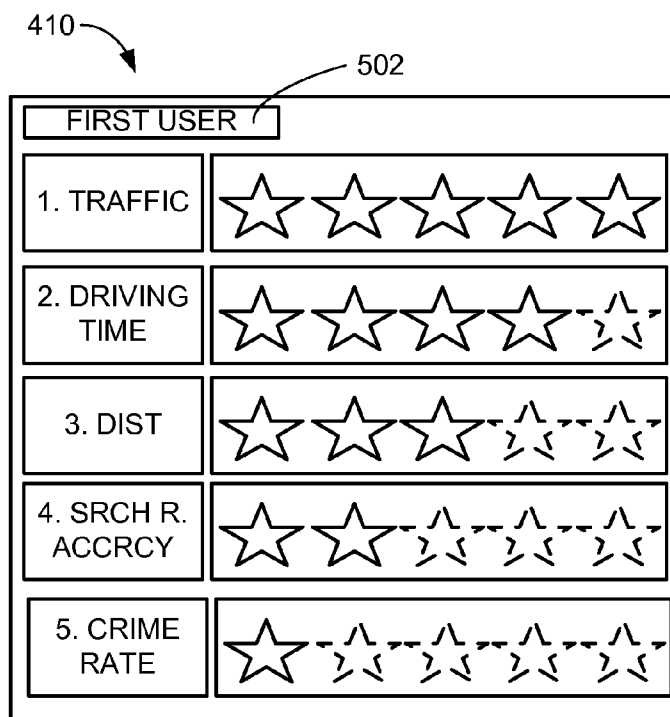 410
502
FIRST USER
1. TRAFFIC
2. DRIVING
TIME
3. DIST
4. SRCH R.
ACCRCY
5. CRIME
RATE